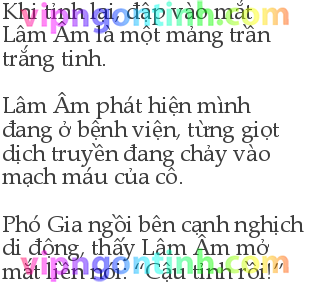 Khi tỉnh lại, đập vào mắt
Lâm Âm là một mảng trần
trắng tinh.
Lâm Âm phát hiện mình
đang ở bệnh viện, từng giọt
dịch truyền đang chảy vào
mạch máu của cô.
Phó Gia ngồi bên cạnh nghịch
di động, thấy Lâm Âm mở
mắt liền nói: “Cậu tỉnh rồi!”
vipngontinh.com
vipngontinh.com